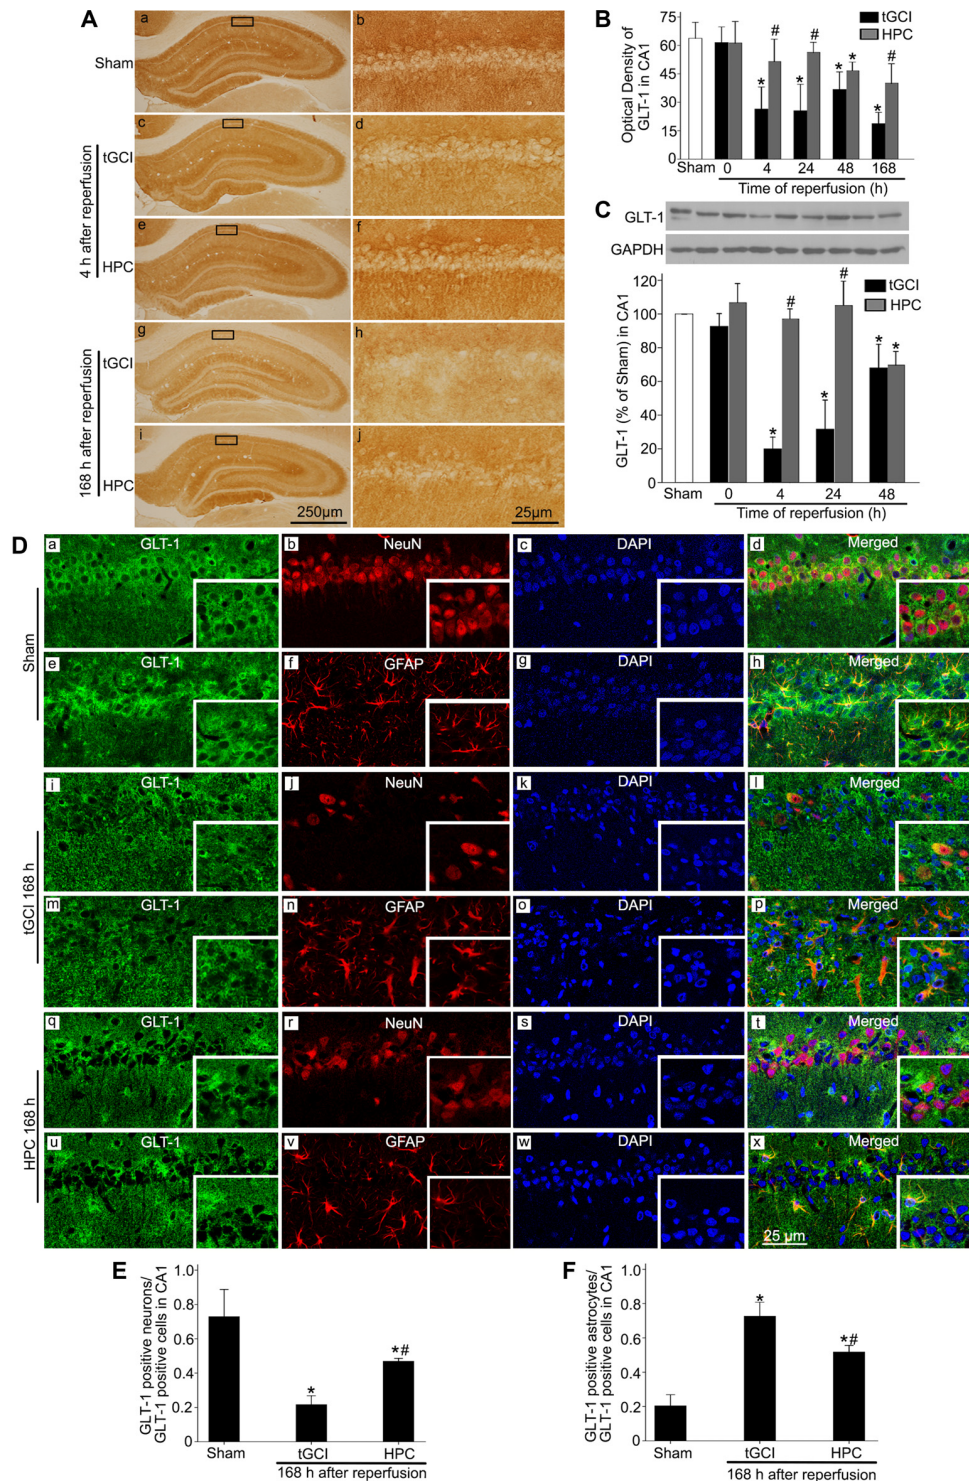 A
a
b
Sham
c
d
tGCI
4 h after reperfusion
e
f
HPC
g
h
tGCI
168 h after reperfusion
i
j
HPC
250μm
25μm
B
tGCI
HPC
Optical Density of
GLT-1 in CA1
75
60
45
30
15
0
# # * * * * * #
Sham 0 4 24 48 168
Time of reperfusion (h)
C
GLT-1
GAPDH
tGCI
HPC
GLT-1 (% of Sham) in CA1
120
100
80
60
40
20
0
* # * # * *
Sham 0 4 24 48
Time of reperfusion (h)
D
Sham
a GLT-1 b NeuN c DAPI d Merged
e GLT-1 f GFAP g DAPI h Merged
tGCI 168 h
i GLT-1 j NeuN k DAPI l Merged
m GLT-1 n GFAP o DAPI p Merged
HPC 168 h
q GLT-1 r NeuN s DAPI t Merged
u GLT-1 v GFAP w DAPI x Merged
25 μm
E
GLT-1 positive neurons/
GLT-1 positive cells in CA1
1.0
0.8
0.6
0.4
0.2
0
*
*#
Sham tGCI HPC
168 h after reperfusion
F
GLT-1 positive astrocytes/
GLT-1 positive cells in CA1
1.0
0.8
0.6
0.4
0.2
0
*
*#
Sham tGCI HPC
168 h after reperfusion